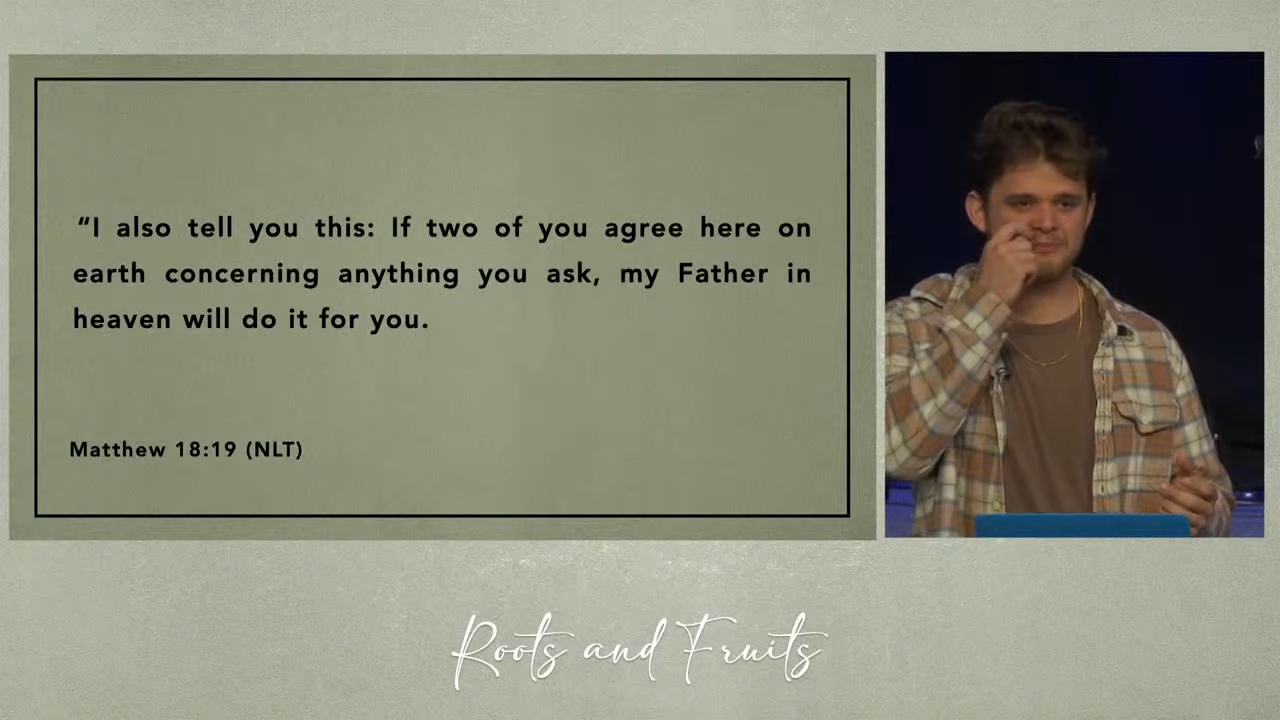 “I also tell you this: If two of you agree here on
earth concerning anything you ask, my Father in
heaven will do it for you.
Matthew 18:19 (NLT)
Roots and Fruits